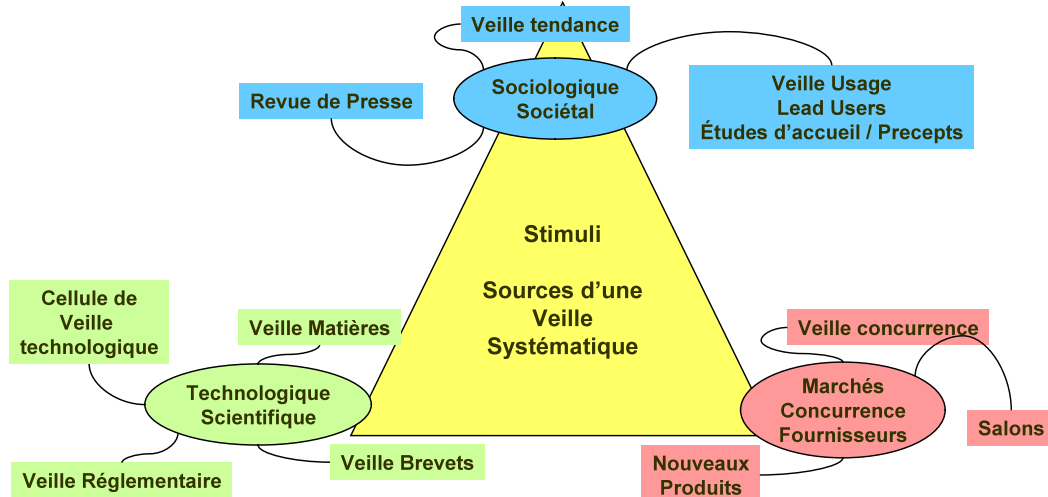 Veille tendance
Sociologique
Sociétal
Revue de Presse
Veille Usage
Lead Users
Études d’accueil / Precepts
Stimuli
Sources d’une
Veille
Systématique
Cellule de
Veille
technologique
Veille Matières
Technologique
Scientifique
Veille Réglementaire
Veille Brevets
Veille concurrence
Marchés
Concurrence
Fournisseurs
Salons
Nouveaux
Produits